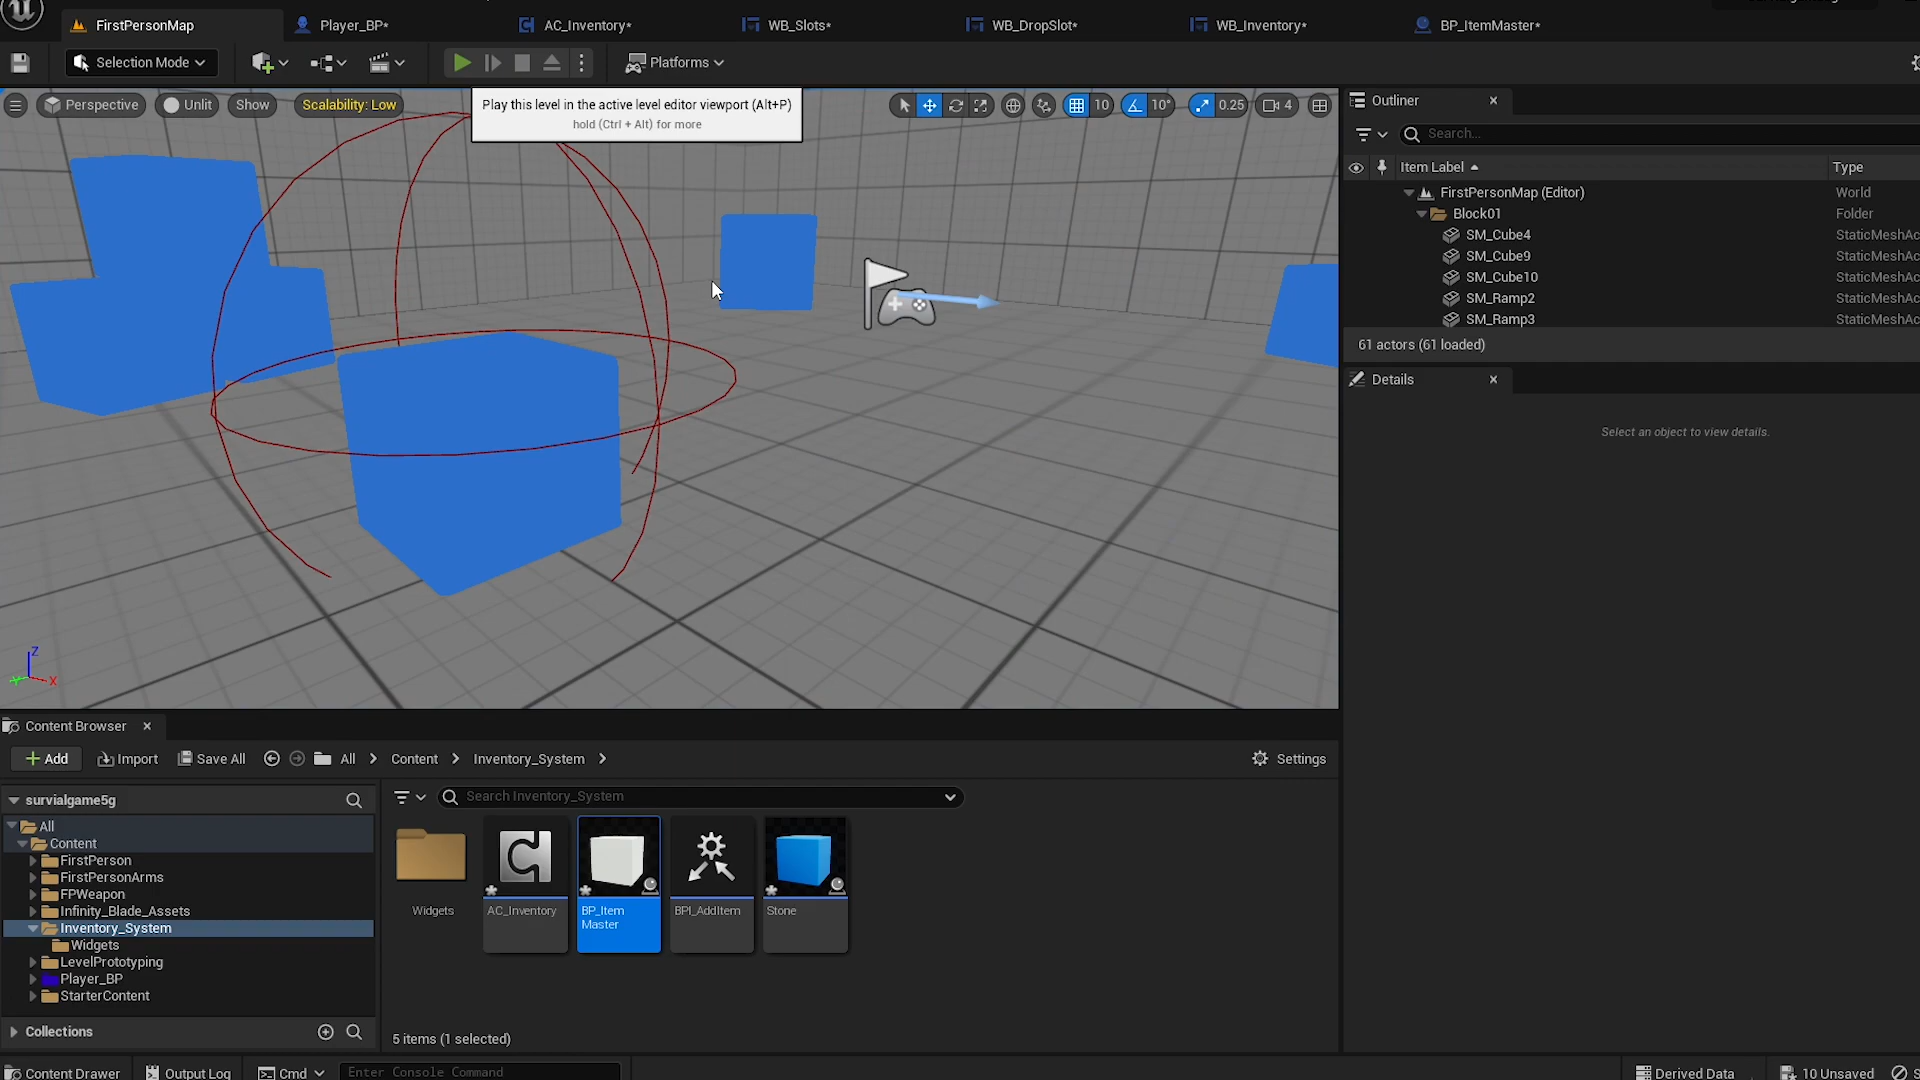 FirstPersonMap
Player_BP*
AC_Inventory*
WB_Slots*
WB_DropSlot*
WB_Inventory*
BP_ItemMaster*
Selection Mode
Platforms
Perspective
Unlit
Show
Scalability: Low
Play this level in the active level editor viewport (Alt+P)
hold (Ctrl + Alt) for more
10
10°
0.25
4
Outliner
Search...
Item Label
Type
FirstPersonMap (Editor)
World
Block01
Folder
SM_Cube4
StaticMeshAc
SM_Cube9
StaticMeshAc
SM_Cube10
StaticMeshAc
SM_Ramp2
StaticMeshAc
SM_Ramp3
StaticMeshAc
61 actors (61 loaded)
Details
Select an object to view details.
Z
Y
X
Content Browser
Add
Import
Save All
All
Content
Inventory_System
Settings
survialgame5g
Search Inventory_System
All
Content
FirstPerson
FirstPersonArms
FPWeapon
Infinity_Blade_Assets
Inventory_System
Widgets
LevelPrototyping
Player_BP
StarterContent
Collections
Widgets
AC_Inventory
BP_Item
Master
BPI_AddItem
Stone
5 items (1 selected)
Content Drawer
Output Log
Cmd
Enter Console Command
Derived Data
10 Unsaved
S